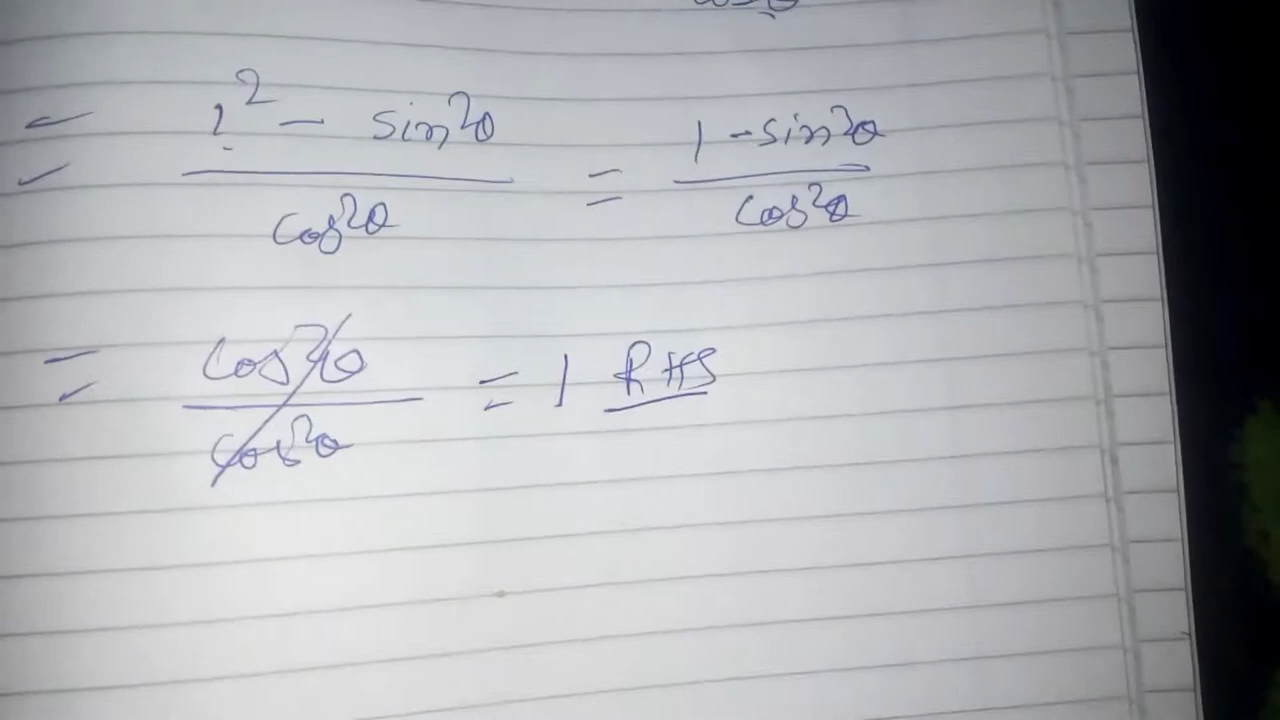 = 1² - sin²θ / cos²θ = 1 - sin²θ / cos²θ
= cos²θ / cos²θ = 1 RHS